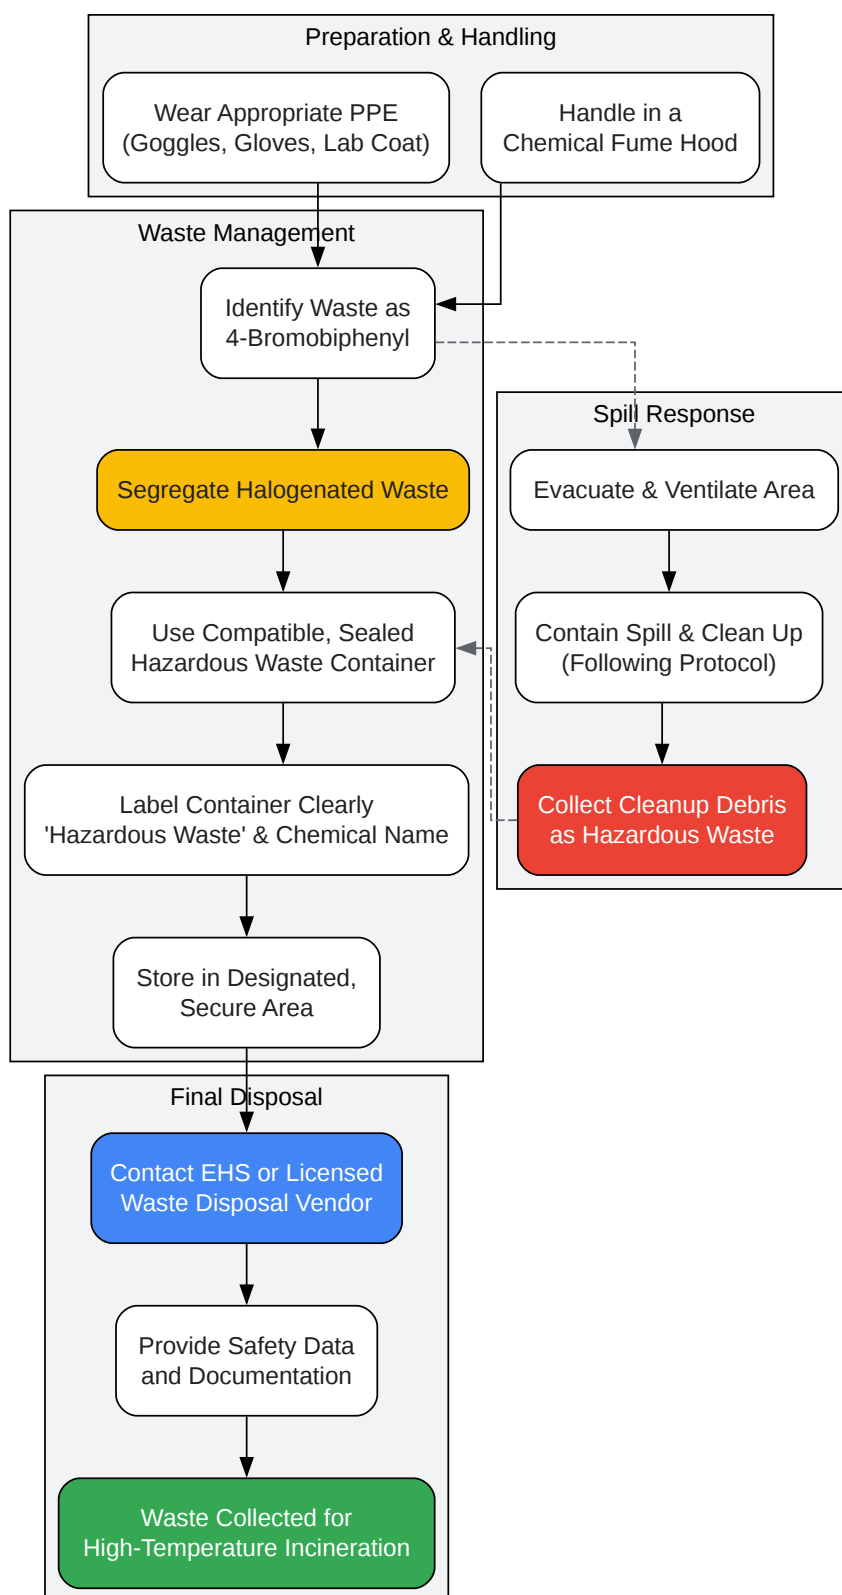 Preparation & Handling
Wear Appropriate PPE
(Goggles, Gloves, Lab Coat)
Handle in a
Chemical Fume Hood
Waste Management
Identify Waste as
4-Bromobiphenyl
Segregate Halogenated Waste
Use Compatible, Sealed
Hazardous Waste Container
Label Container Clearly
'Hazardous Waste' & Chemical Name
Store in Designated,
Secure Area
Spill Response
Evacuate & Ventilate Area
Contain Spill & Clean Up
(Following Protocol)
Collect Cleanup Debris
as Hazardous Waste
Final Disposal
Contact EHS or Licensed
Waste Disposal Vendor
Provide Safety Data
and Documentation
Waste Collected for
High-Temperature Incineration